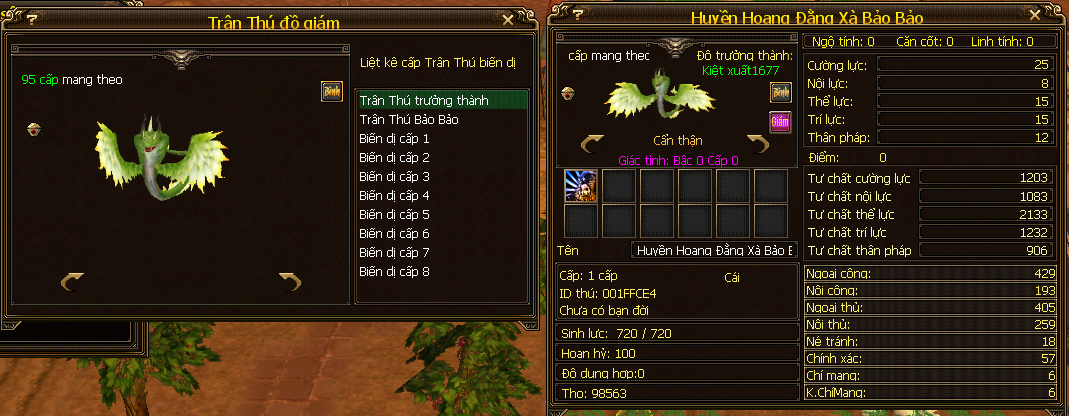 Trân Thú đồ giám
95 cấp mang theo
Bính
Liệt kê cấp Trân Thú biến dị
Trân Thú trưởng thành
Trân Thú Bảo Bảo
Biến dị cấp 1
Biến dị cấp 2
Biến dị cấp 3
Biến dị cấp 4
Biến dị cấp 5
Biến dị cấp 6
Biến dị cấp 7
Biến dị cấp 8
Huyền Hoang Đằng Xà Bảo Bảo
cấp mang theo
Độ trưởng thành:
Kiệt xuất1677
Bính
Giám
Cẩn thận
Giác tỉnh: Bậc 0 Cấp 0
Tên Huyền Hoang Đằng Xà Bảo B
Cấp: 1 cấp Cái
ID thú: 001FFCE4
Chưa có bạn đời
Sinh lực: 720 / 720
Hoan hỷ: 100
Độ dung hợp:0
Thọ: 98563
Ngộ tính: 0 Căn cốt: 0 Linh tính: 0
Cường lực: 25
Nội lực: 8
Thể lực: 15
Trí lực: 15
Thân pháp: 12
Điểm: 0
Tư chất cường lực 1203
Tư chất nội lực 1083
Tư chất thể lực 2133
Tư chất trí lực 1232
Tư chất thân pháp 906
Ngoại công: 429
Nội công: 193
Ngoại thủ: 405
Nội thủ: 259
Né tránh: 18
Chính xác: 57
Chí mạng: 6
K.ChíMạng: 6